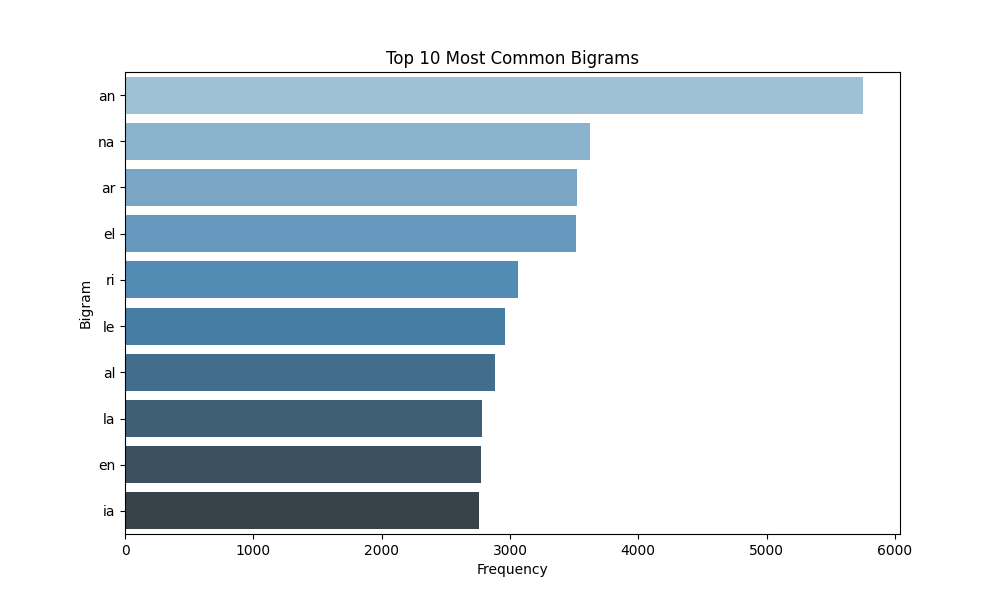 Top 10 Most Common Bigrams
an
na
ar
el
ri
le
al
la
en
ia
Bigram
0 1000 2000 3000 4000 5000 6000
Frequency